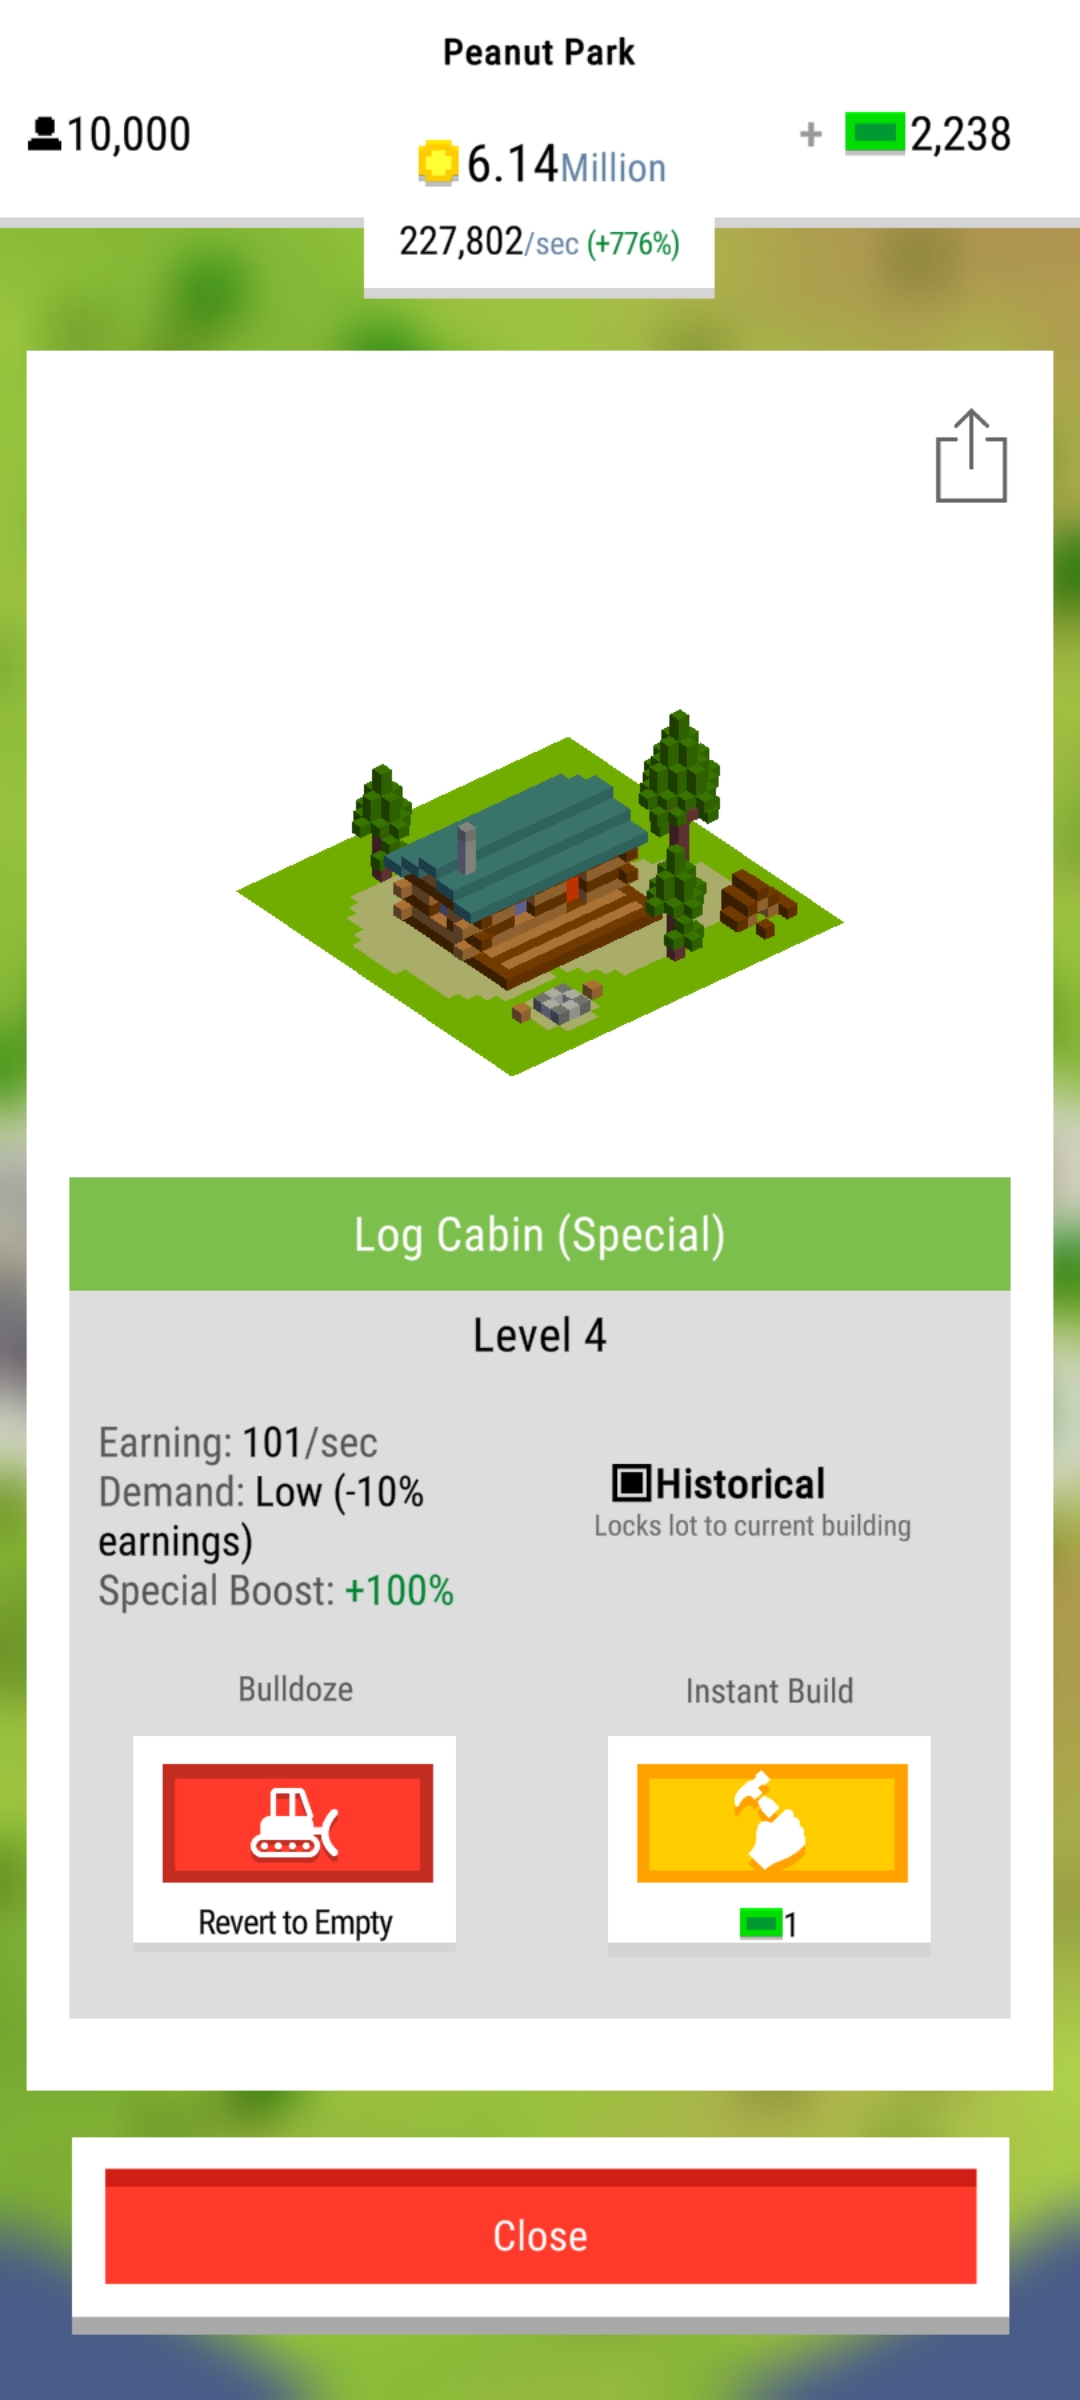 Peanut Park
10,000
6.14Million
+ 2,238
227,802/sec (+776%)
Log Cabin (Special)
Level 4
Earning: 101/sec
Demand: Low (-10%
earnings)
Special Boost: +100%
Historical
Locks lot to current building
Bulldoze
Revert to Empty
Instant Build
1
Close